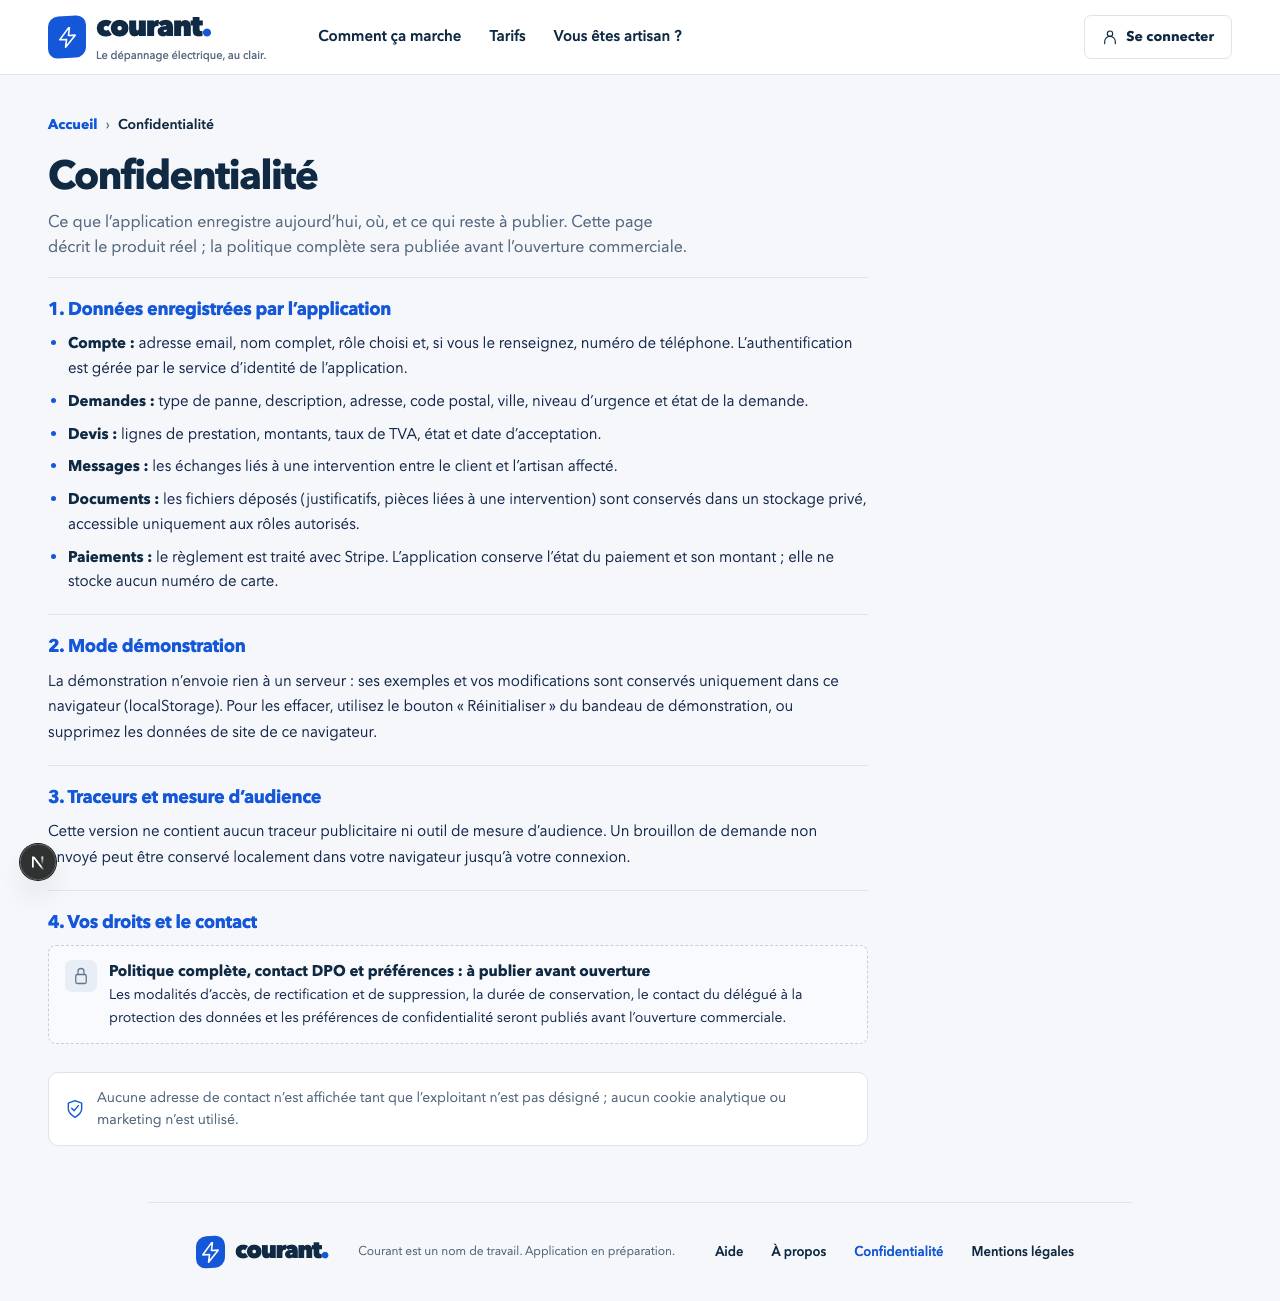 courant.
Le dépannage électrique, au clair.
Comment ça marche
Tarifs
Vous êtes artisan ?
Se connecter
Accueil › Confidentialité
Confidentialité
Ce que l’application enregistre aujourd’hui, où, et ce qui reste à publier. Cette page
décrit le produit réel ; la politique complète sera publiée avant l’ouverture commerciale.
1. Données enregistrées par l’application
• Compte : adresse email, nom complet, rôle choisi et, si vous le renseignez, numéro de téléphone. L’authentification
est gérée par le service d’identité de l’application.
• Demandes : type de panne, description, adresse, code postal, ville, niveau d’urgence et état de la demande.
• Devis : lignes de prestation, montants, taux de TVA, état et date d’acceptation.
• Messages : les échanges liés à une intervention entre le client et l’artisan affecté.
• Documents : les fichiers déposés (justificatifs, pièces liées à une intervention) sont conservés dans un stockage privé,
accessible uniquement aux rôles autorisés.
• Paiements : le règlement est traité avec Stripe. L’application conserve l’état du paiement et son montant ; elle ne
stocke aucun numéro de carte.
2. Mode démonstration
La démonstration n’envoie rien à un serveur : ses exemples et vos modifications sont conservés uniquement dans ce
navigateur (localStorage). Pour les effacer, utilisez le bouton « Réinitialiser » du bandeau de démonstration, ou
supprimez les données de site de ce navigateur.
3. Traceurs et mesure d’audience
Cette version ne contient aucun traceur publicitaire ni outil de mesure d’audience. Un brouillon de demande non
nvoyé peut être conservé localement dans votre navigateur jusqu’à votre connexion.
N
4. Vos droits et le contact
Politique complète, contact DPO et préférences : à publier avant ouverture
Les modalités d’accès, de rectification et de suppression, la durée de conservation, le contact du délégué à la
protection des données et les préférences de confidentialité seront publiés avant l’ouverture commerciale.
Aucune adresse de contact n’est affichée tant que l’exploitant n’est pas désigné ; aucun cookie analytique ou
marketing n’est utilisé.
courant.
Courant est un nom de travail. Application en préparation.
Aide
À propos
Confidentialité
Mentions légales